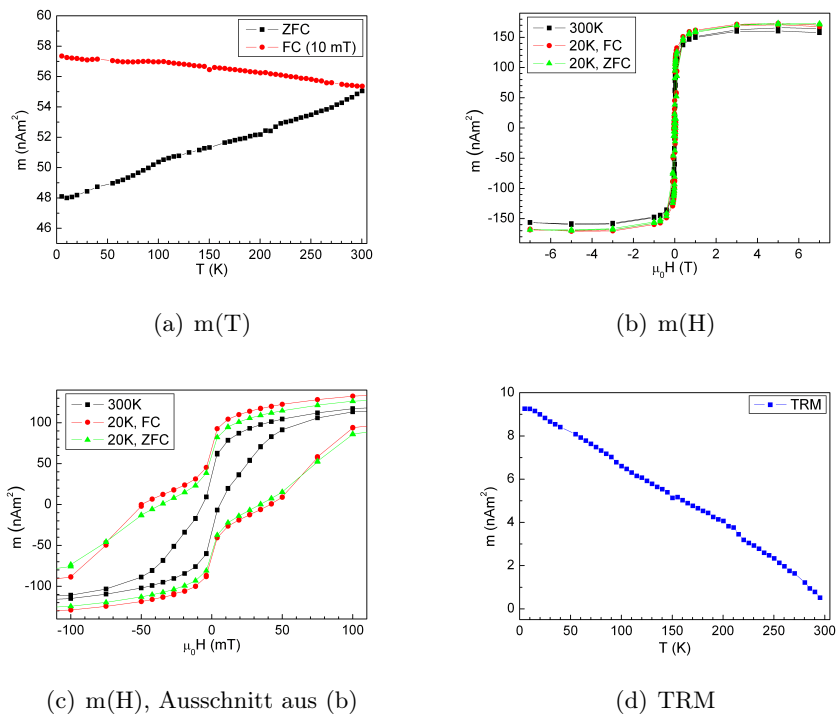 60
58
56
54
52
50
48
46
m (nAm²)
ZFC
FC (10 mT)
0 50 100 150 200 250 300
T (K)
(a) m(T)
150
100
50
0
-50
-100
-150
m (nAm²)
300K
20K, FC
20K, ZFC
-6 -4 -2 0 2 4 6
μ₀H (T)
(b) m(H)
100
50
0
-50
-100
m (nAm²)
300K
20K, FC
20K, ZFC
-100 -50 0 50 100
μ₀H (mT)
(c) m(H), Ausschnitt aus (b)
10
8
6
4
2
0
m (nAm²)
TRM
0 50 100 150 200 250 300
T (K)
(d) TRM